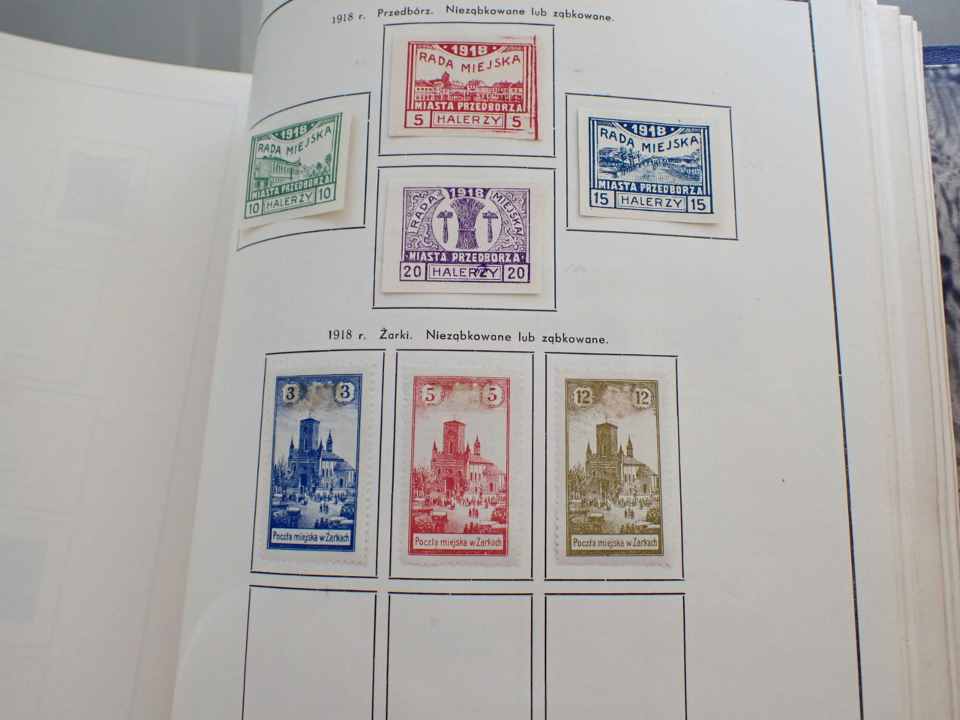 1918 r. Przedbórz. Nieząbkowane lub ząbkowane.
1918
RADA MIEJSKA
MIASTA PRZEDBORZA
5 HALERZY 5
1918
RADA MIEJSKA
MIASTA PRZEDBORZA
10 HALERZY 10
1918
RADA MIEJSKA
MIASTA PRZEDBORZA
15 HALERZY 15
1918
RADA MIEJSKA
MIASTA PRZEDBORZA
20 HALERZY 20
1918 r. Żarki. Nieząbkowane lub ząbkowane.
3 3
Poczta miejska w Żarkach
5 5
Poczta miejska w Żarkach
12 12
Poczta miejska w Żarkach